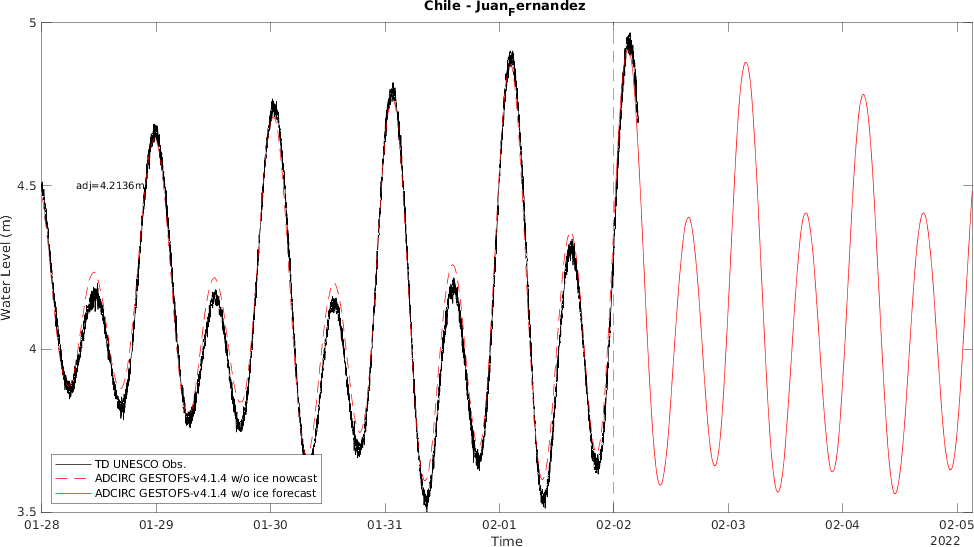 Chile - Juan_Fernandez
5
4.5
4
3.5
Water Level (m)
adj=4.2136m
TD UNESCO Obs.
ADCIRC GESTOFS-v4.1.4 w/o ice nowcast
ADCIRC GESTOFS-v4.1.4 w/o ice forecast
01-28 01-29 01-30 01-31 02-01 02-02 02-03 02-04 02-05
Time
2022